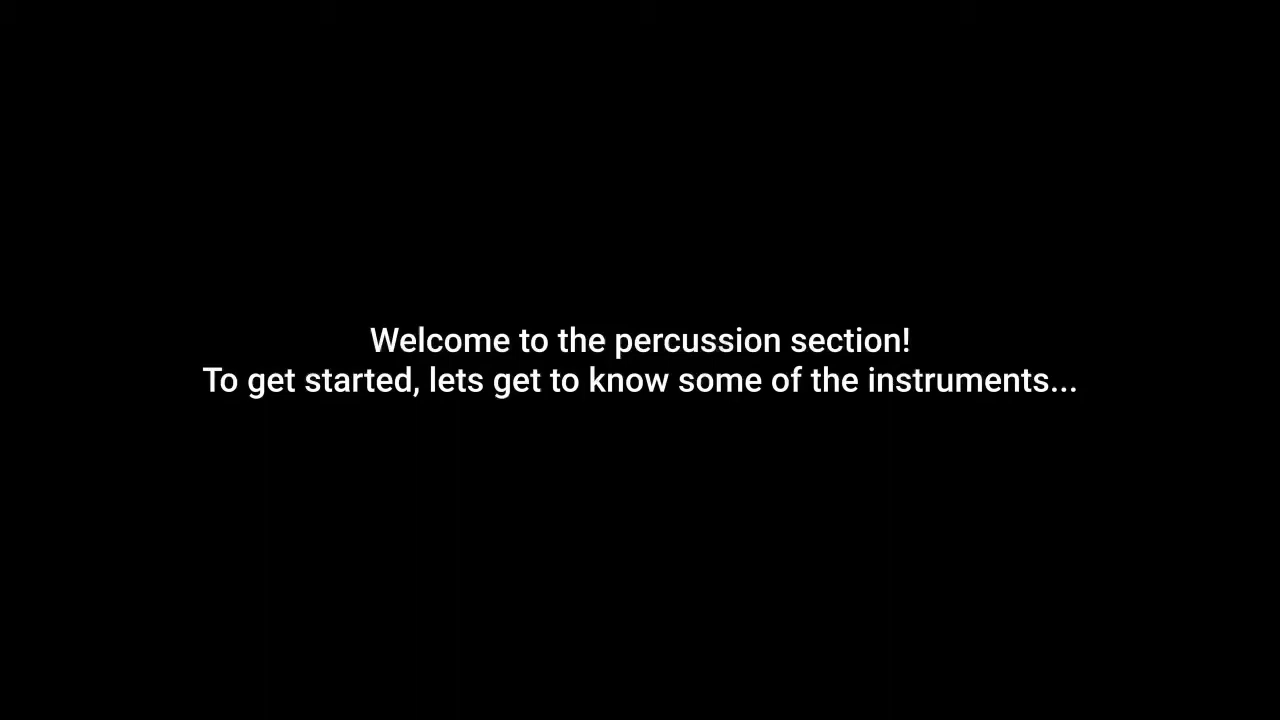 Welcome to the percussion section!
To get started, lets get to know some of the instruments...